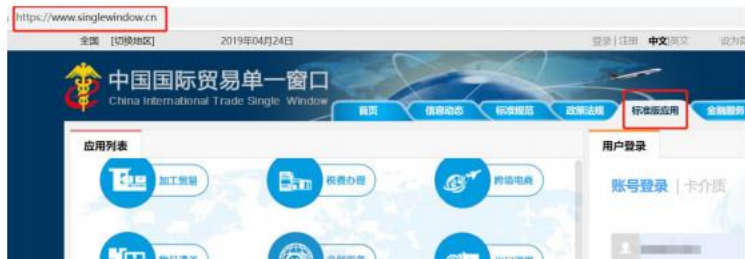 https://www.singlewindow.cn
全国 [切换地区] 2019年04月24日 登录 | 注册 中文|英文
中国国际贸易单一窗口
China International Trade Single Window
首页 信息动态 标准规范 政策法规 标准版应用 金融服务
应用列表 用户登录
加工贸易 税费办理 跨境电商
账号登录 | 卡介质